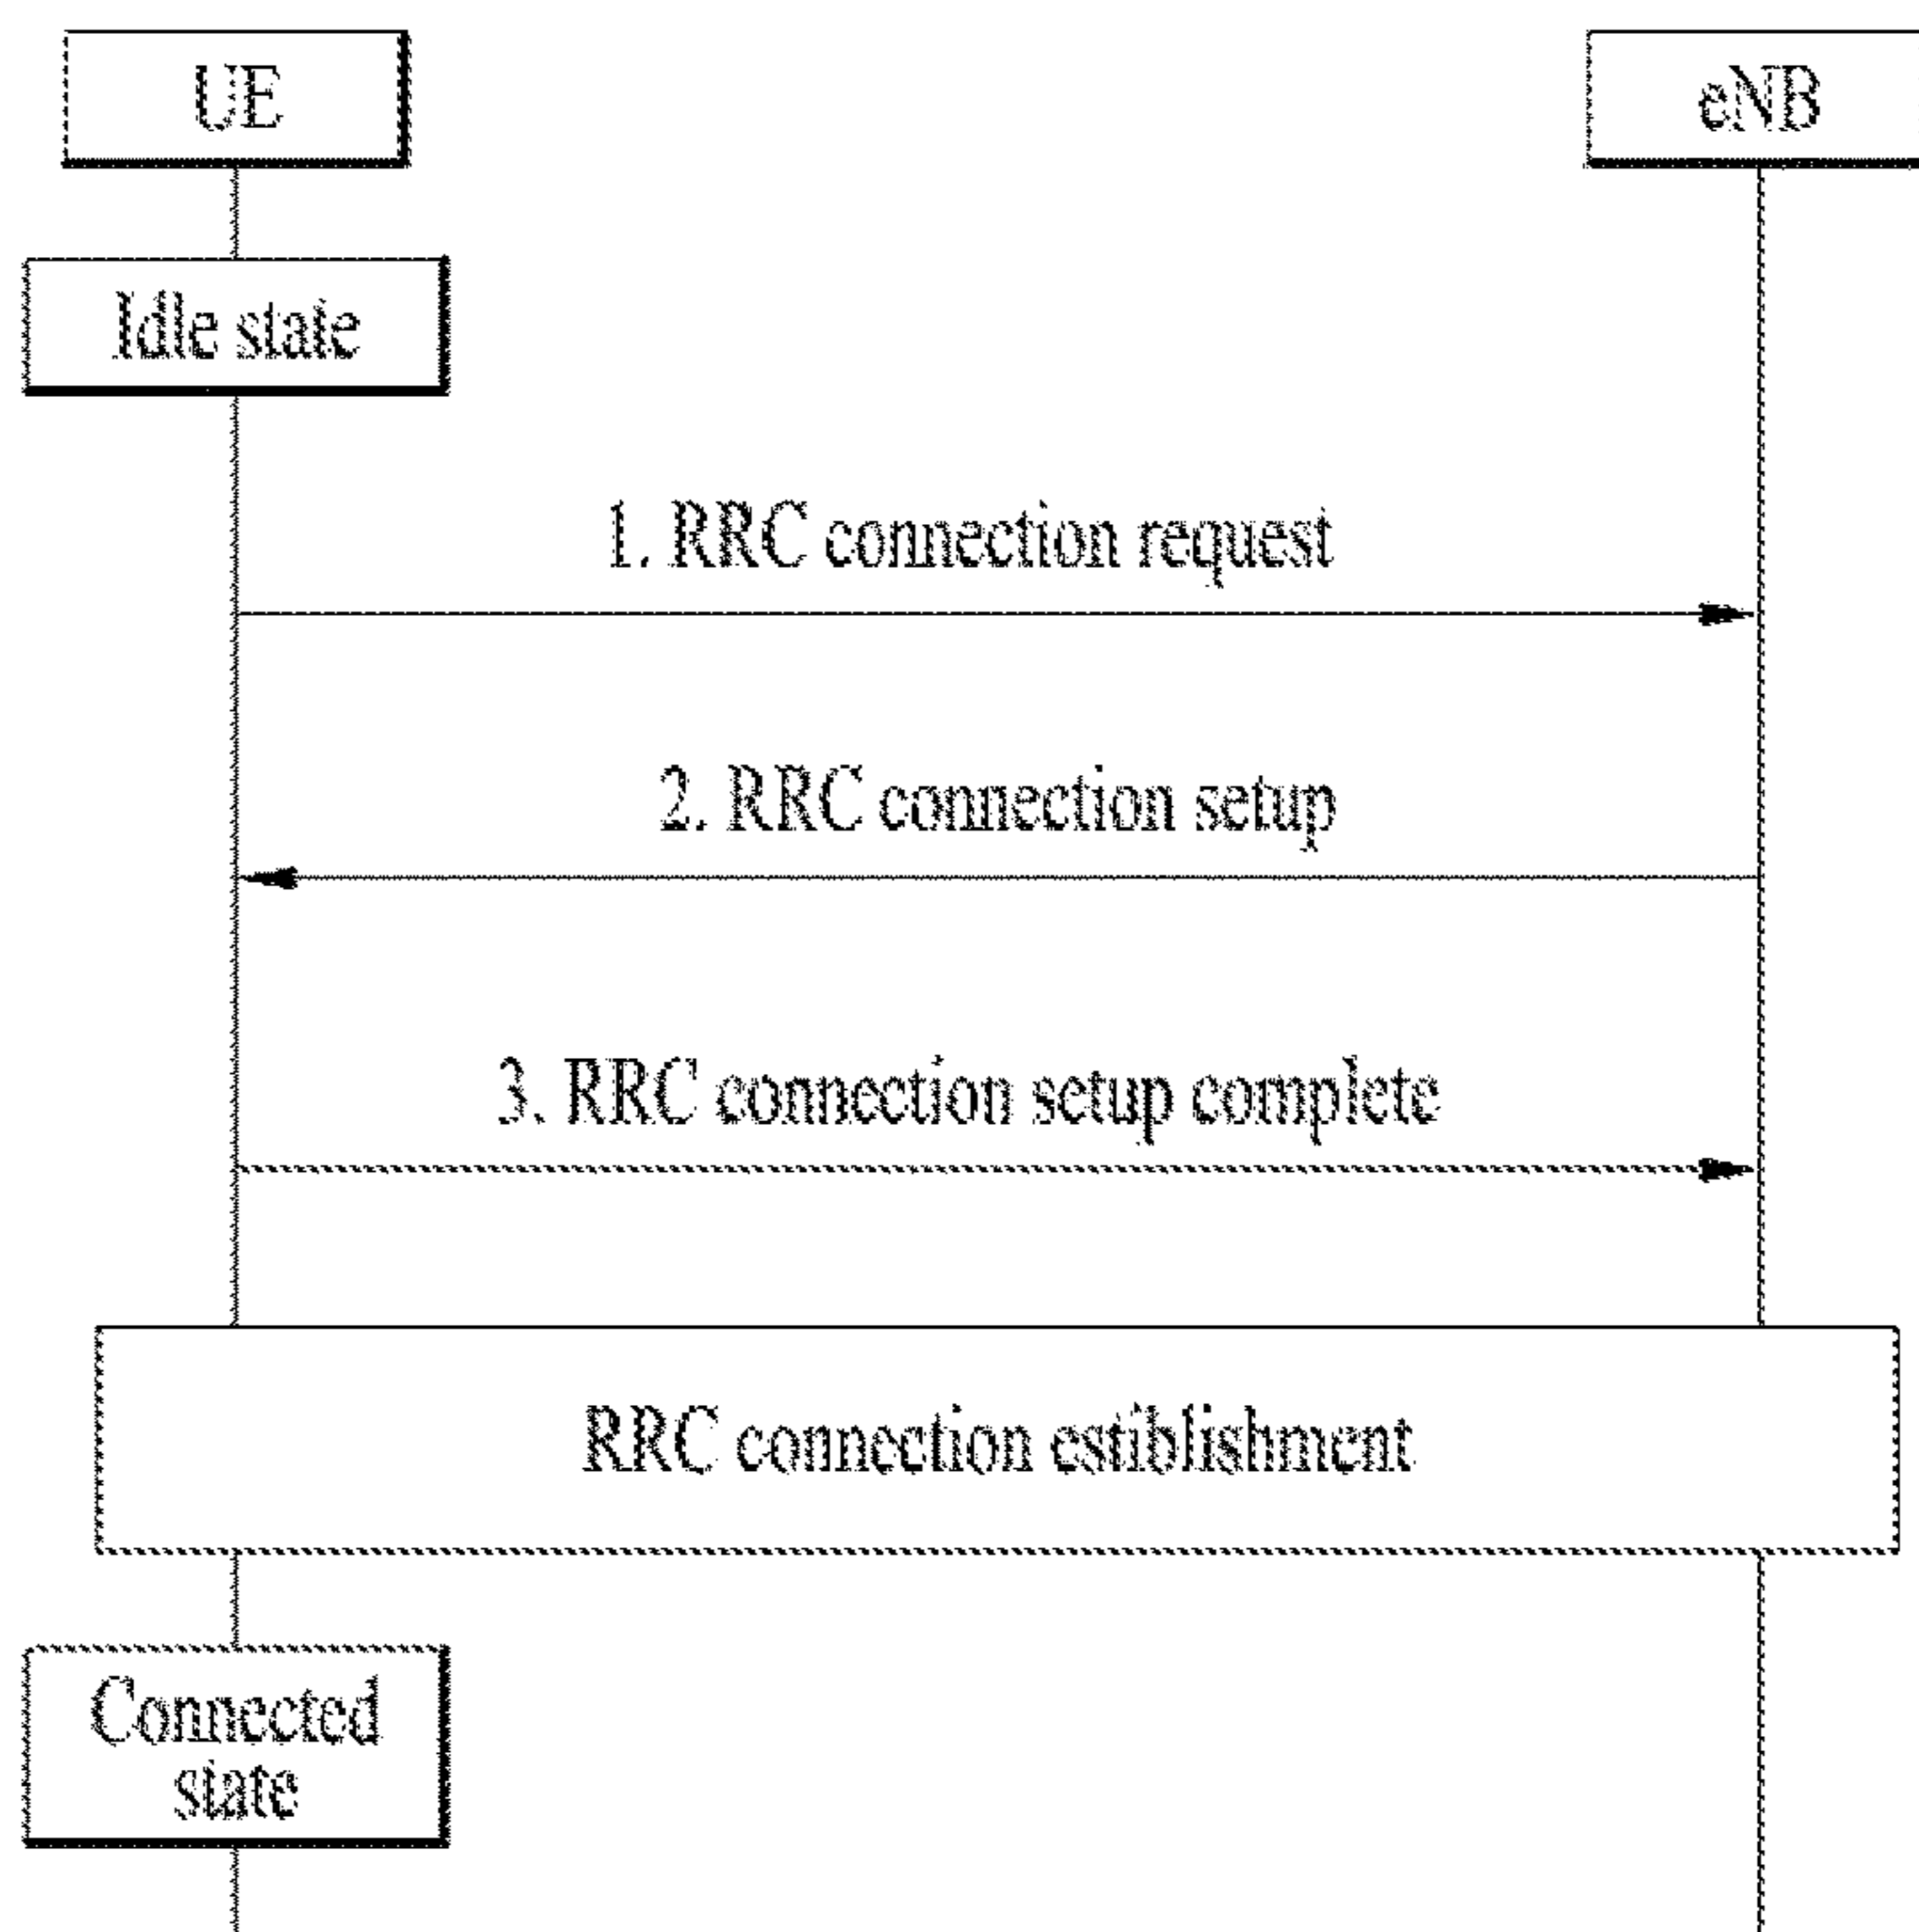 UE
eNB
Idle state
1. RRC connection request
2. RRC connection setup
3. RRC connection setup complete
RRC connection estiblishment
Connected
state